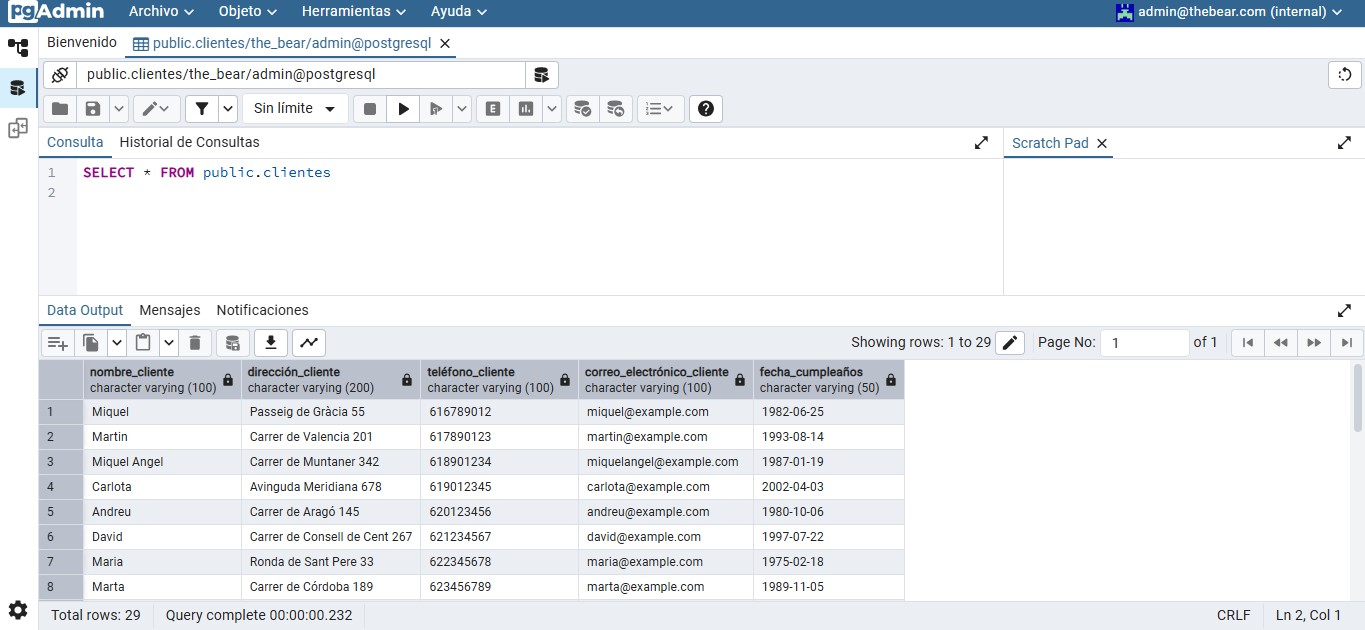 pgAdmin Archivo Objeto Herramientas Ayuda admin@thebear.com (internal)
Bienvenido public.clientes/the_bear/admin@postgresql
public.clientes/the_bear/admin@postgresql
Sin límite E
Consulta Historial de Consultas Scratch Pad
1 SELECT * FROM public.clientes
2
Data Output Mensajes Notificaciones
Showing rows: 1 to 29 Page No: 1 of 1
nombre_cliente dirección_cliente teléfono_cliente correo_electrónico_cliente fecha_cumpleaños
character varying (100) character varying (200) character varying (100) character varying (100) character varying (50)
1 Miquel Passeig de Gràcia 55 616789012 miquel@example.com 1982-06-25
2 Martin Carrer de Valencia 201 617890123 martin@example.com 1993-08-14
3 Miquel Angel Carrer de Muntaner 342 618901234 miquelangel@example.com 1987-01-19
4 Carlota Avinguda Meridiana 678 619012345 carlota@example.com 2002-04-03
5 Andreu Carrer de Aragó 145 620123456 andreu@example.com 1980-10-06
6 David Carrer de Consell de Cent 267 621234567 david@example.com 1997-07-22
7 Maria Ronda de Sant Pere 33 622345678 maria@example.com 1975-02-18
8 Marta Carrer de Córdoba 189 623456789 marta@example.com 1989-11-05
Total rows: 29 Query complete 00:00:00.232 CRLF Ln 2, Col 1